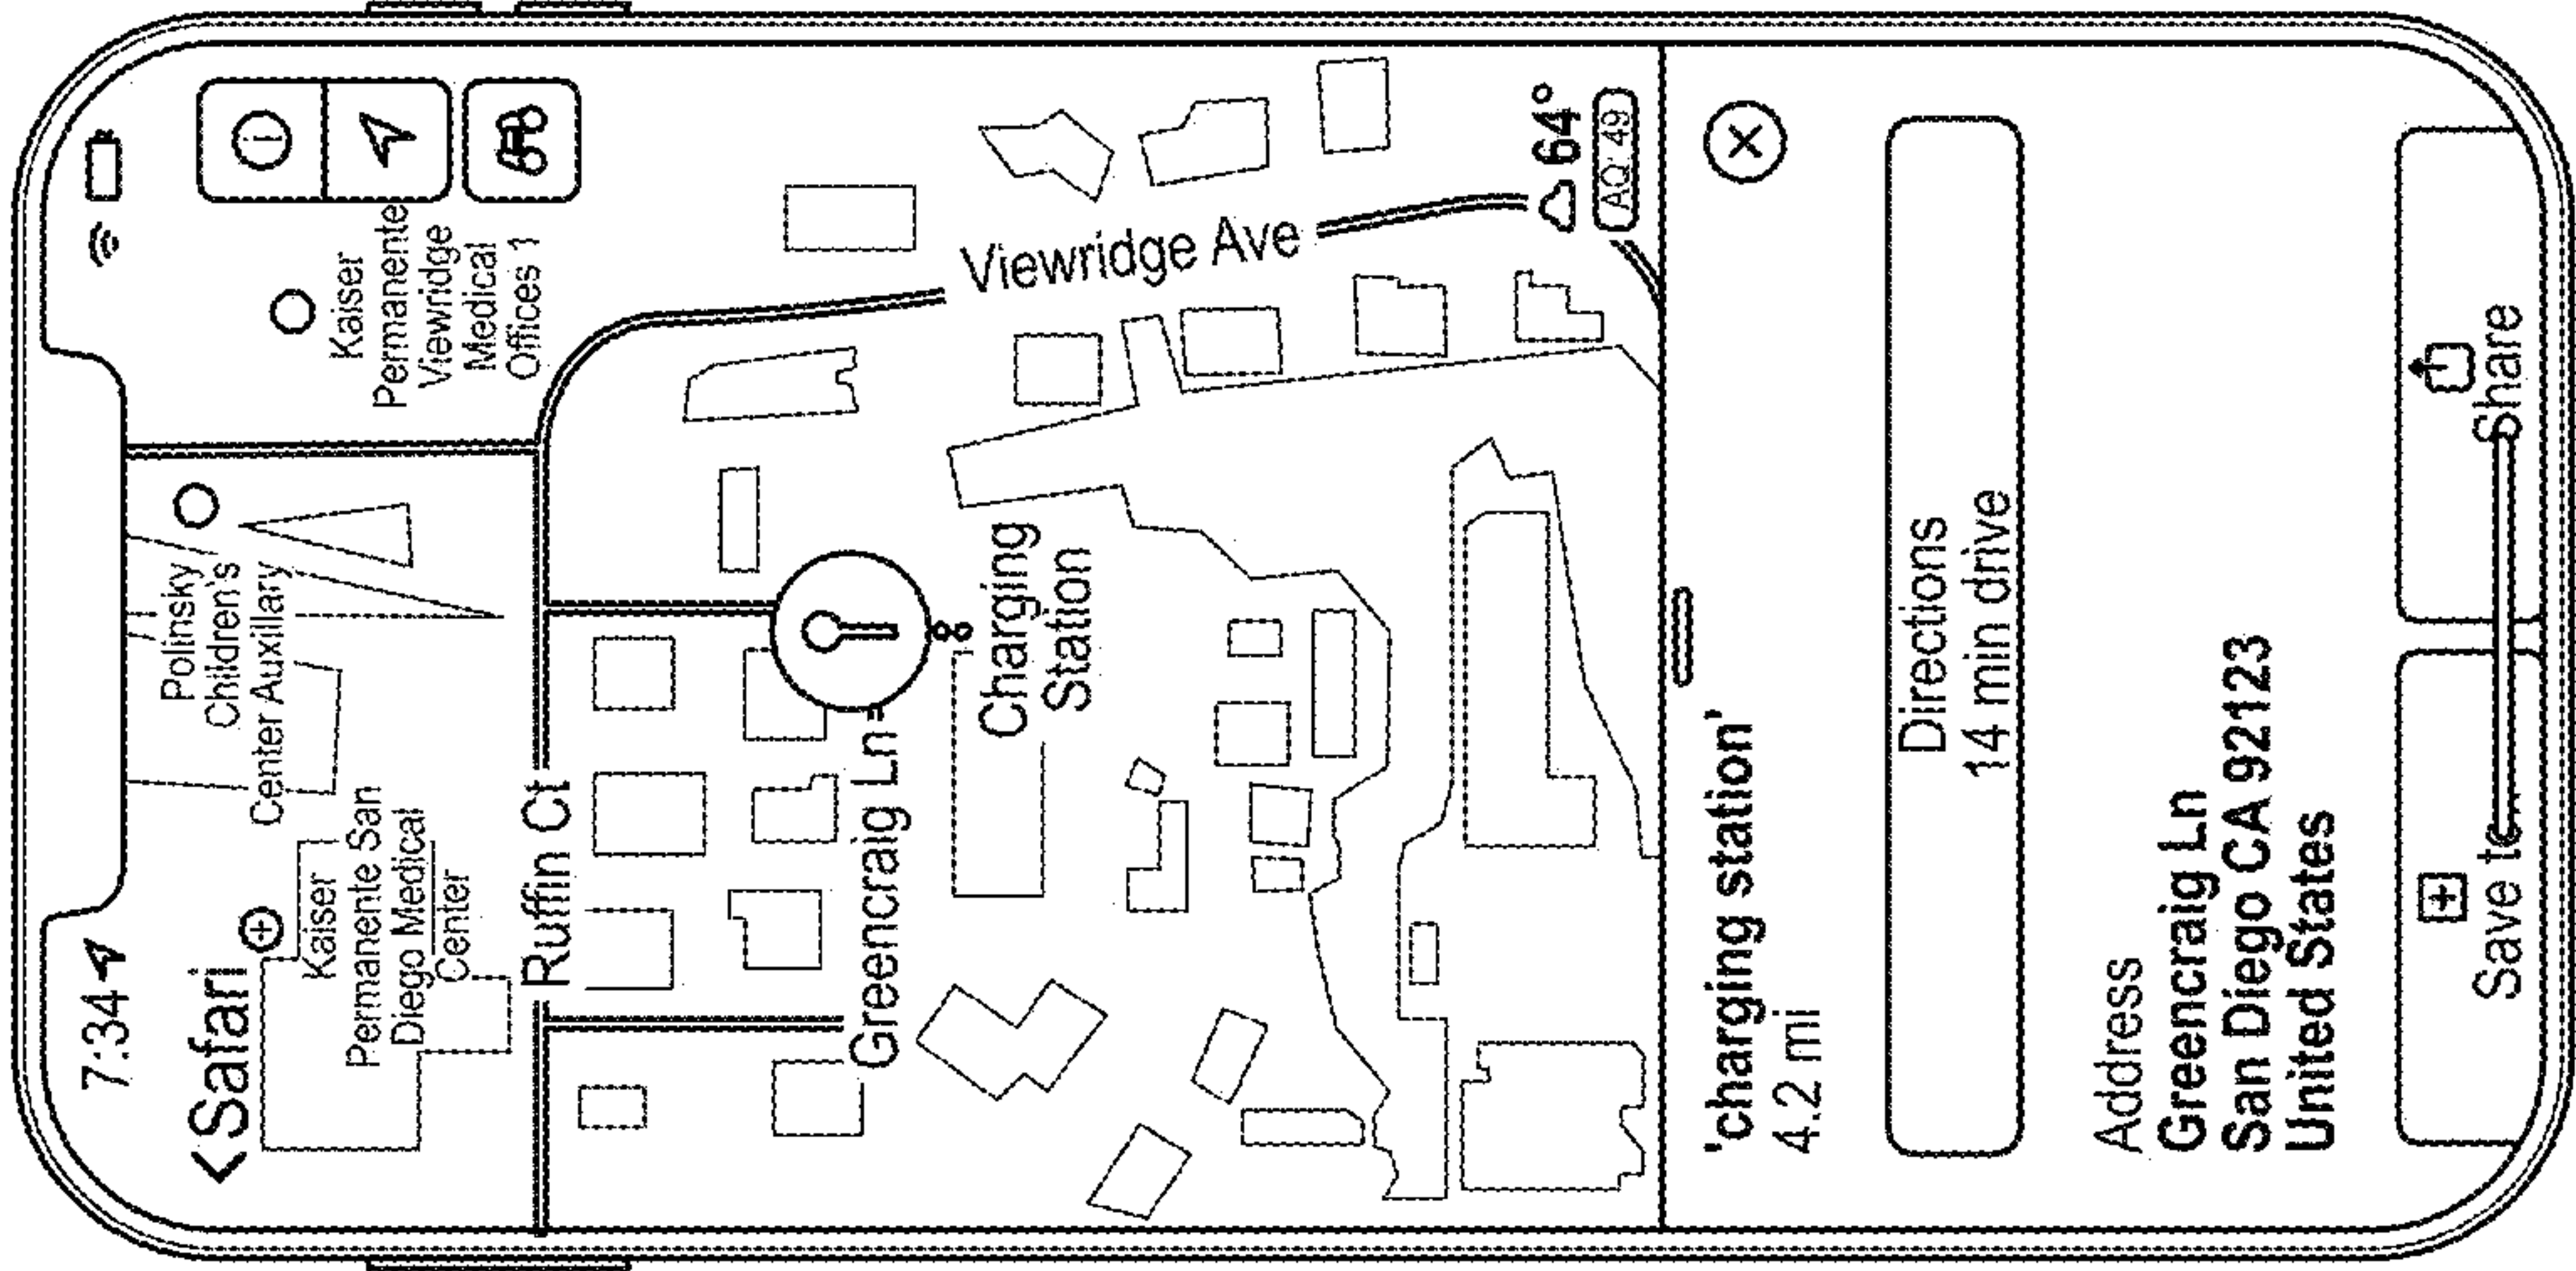 7:34
Safari
Polinsky
Children's
Center Auxillary
Kaiser
Permanente San
Diego Medical
Center
Kaiser
Permanente
Viewridge
Medical
Offices 1
Ruffin Ct
Greencraig Ln
Charging
Station
Viewridge Ave
64°
AQI 49
'charging station'
4.2 mi
Directions
14 min drive
Address
Greencraig Ln
San Diego CA 92123
United States
Save to
Share